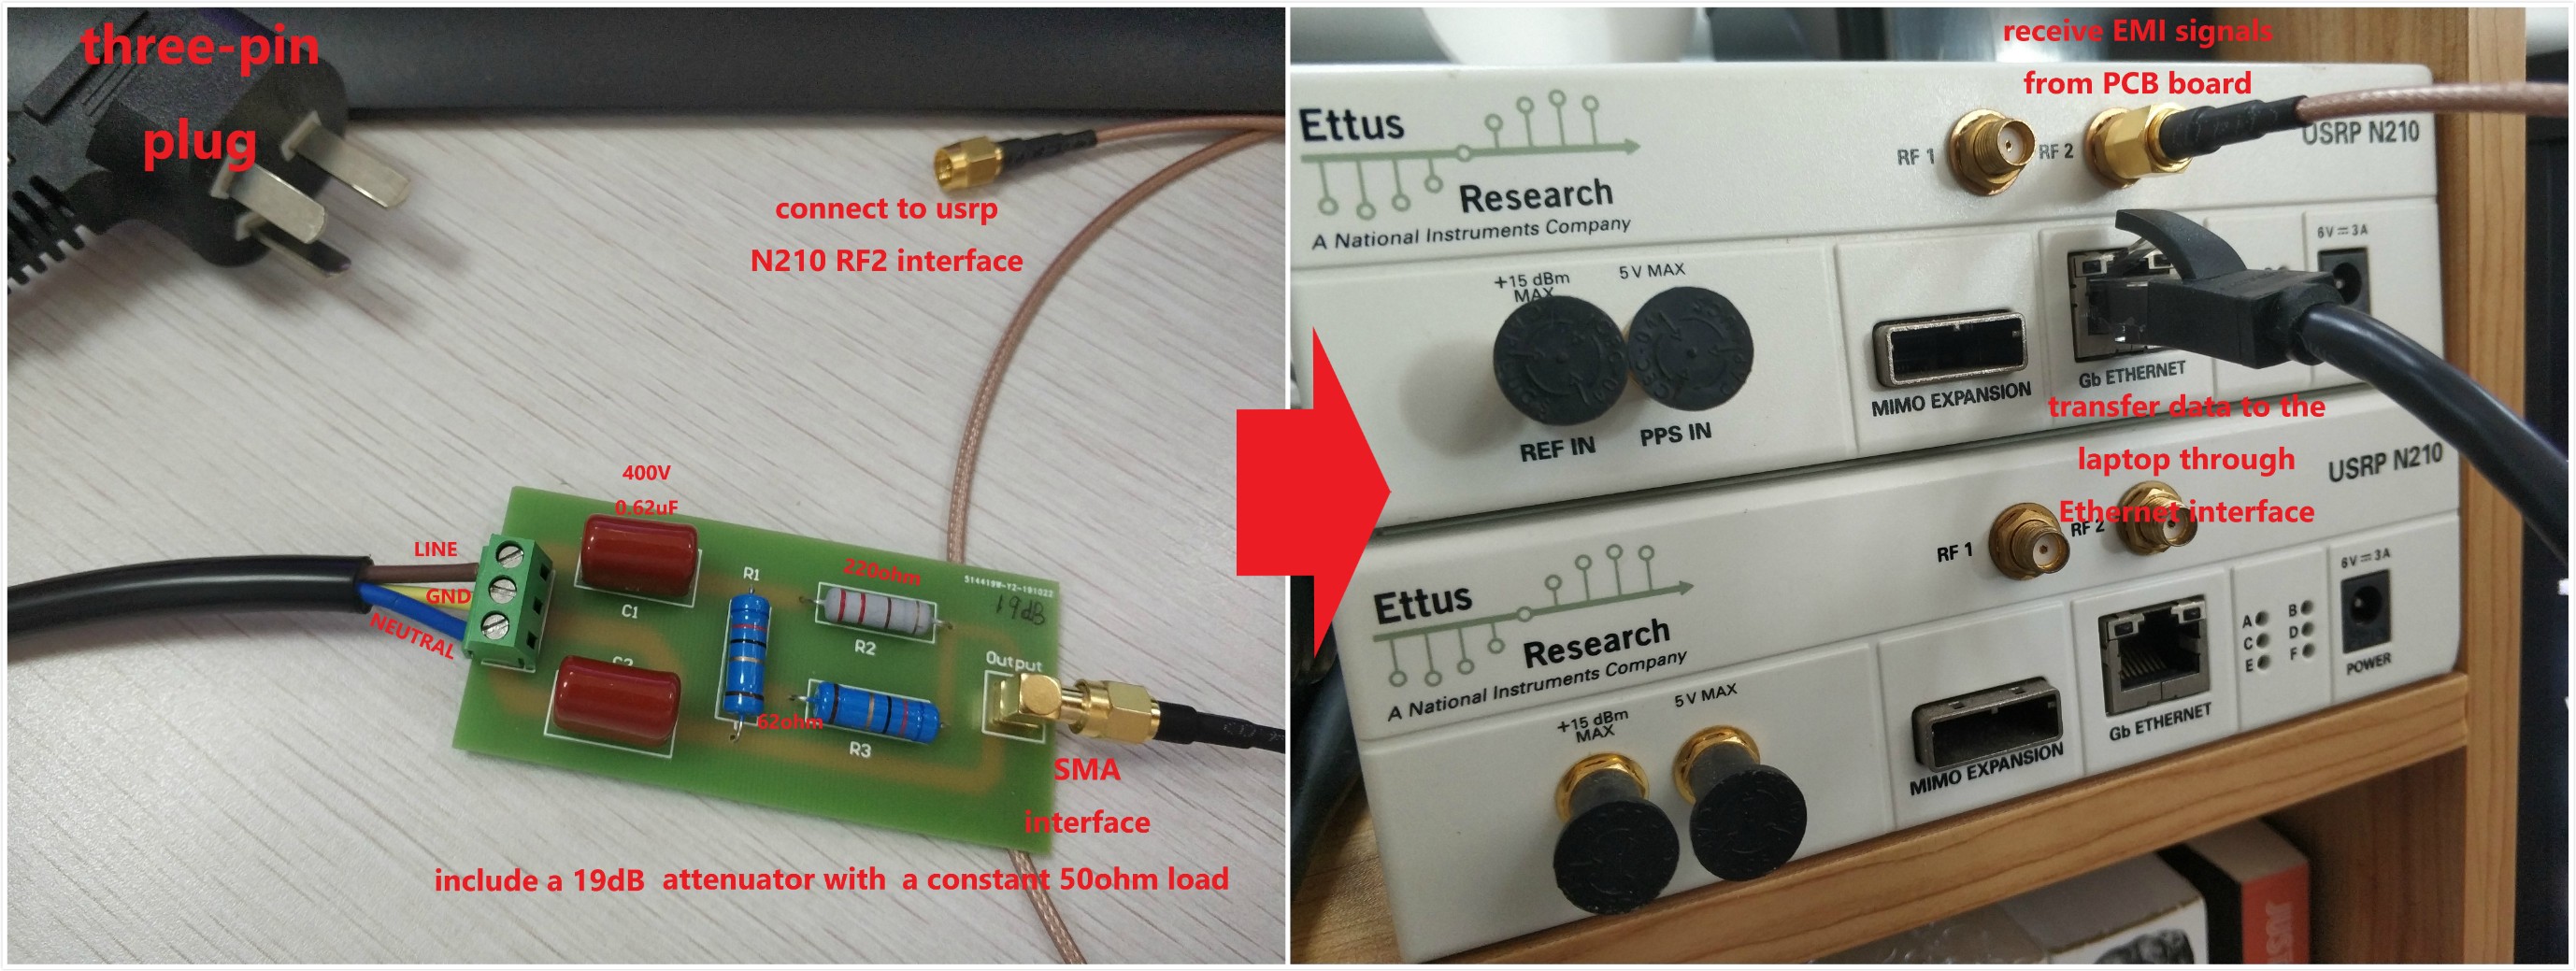 three-pin
plug
connect to usrp
N210 RF2 interface
400V
0.62uF
LINE
GND
NEUTRAL
C1
R1
220ohm
R2
514419W-Y2-191022
19dB
Output
62ohm
R3
SMA
interface
include a 19dB attenuator with a constant 50ohm load
receive EMI signals
from PCB board
Ettus
Research
A National Instruments Company
RF 1
RF 2
USRP N210
+15 dBm
MAX
5 V MAX
REF IN
PPS IN
MIMO EXPANSION
Gb ETHERNET
6V 3A
transfer data to the
laptop through
Ethernet interface
USRP N210
RF 1
RF 2
Ettus
Research
A National Instruments Company
+15 dBm
MAX
5 V MAX
MIMO EXPANSION
Gb ETHERNET
A B
C D
E F
6V 3A
POWER